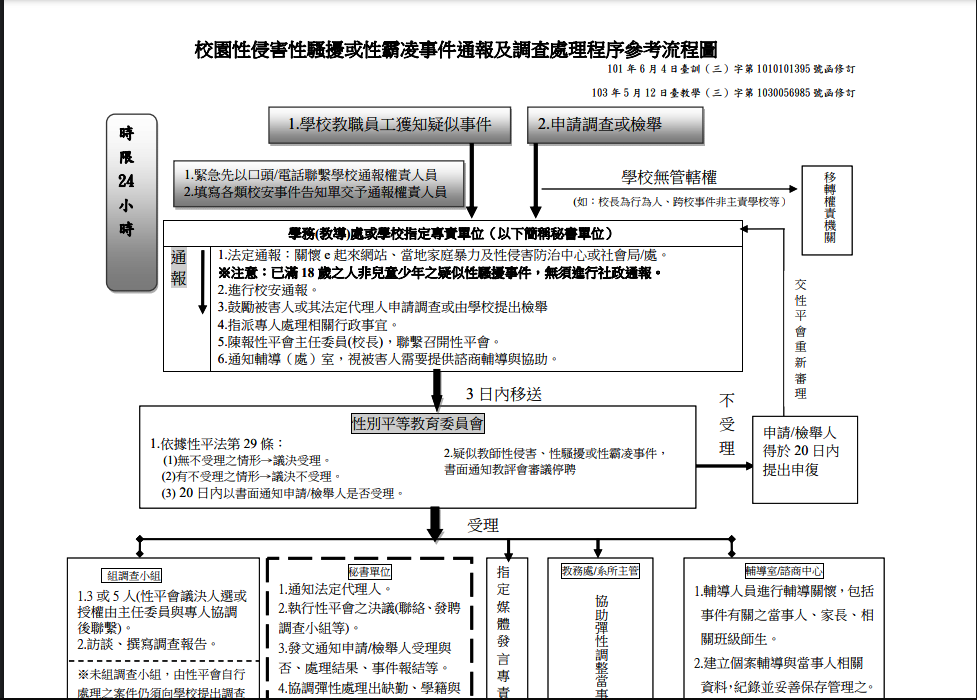 校園性侵害性騷擾或性霸凌事件通報及調查處理程序參考流程圖
101 年 6 月 4 日臺訓（三）字第 1010101395 號函修訂
103 年 5 月 12 日臺教學（三）字第 1030056985 號函修訂
時限 24 小時
1.學校教職員工獲知疑似事件
2.申請調查或檢舉
1.緊急先以口頭/電話聯繫學校通報權責人員
2.填寫各類校安事件告知單交予通報權責人員
學校無管轄權
(如：校長為行為人、跨校事件非主責學校等）
移轉權責機關
學務(教導)處或學校指定專責單位（以下簡稱秘書單位）
通報
1.法定通報：關懷 e 起來網站、當地家庭暴力及性侵害防治中心或社會局/處。
※注意：已滿 18 歲之人非兒童少年之疑似性騷擾事件，無須進行社政通報。
2.進行校安通報。
3.鼓勵被害人或其法定代理人申請調查或由學校提出檢舉
4.指派專人處理相關行政事宜。
5.陳報性平會主任委員(校長)，聯繫召開性平會。
6.通知輔導（處）室，視被害人需要提供諮商輔導與協助。
交性平會重新審理
3 日內移送
性別平等教育委員會
1.依據性平法第 29 條：
(1)無不受理之情形→議決受理。
(2)有不受理之情形→議決不受理。
(3) 20 日內以書面通知申請/檢舉人是否受理。
2.疑似教師性侵害、性騷擾或性霸凌事件，
書面通知教評會審議停聘
不受理
申請/檢舉人
得於 20 日內
提出申復
受理
組調查小組
1.3 或 5 人(性平會議決人選或
授權由主任委員與專人協調
後聯繫)。
2.訪談、撰寫調查報告。
※未組調查小組，由性平會自行
處理之案件仍須向學校提出調查
秘書單位
1.通知法定代理人。
2.執行性平會之決議(聯絡、發聘
調查小組等)。
3.發文通知申請/檢舉人受理與
否、處理結果、事件報結等。
4.協調彈性處理出缺勤、學籍與
指定媒體發言專責
教務處/系所主管
協助彈性調整當事
輔導室/諮商中心
1.輔導人員進行輔導關懷，包括
事件有關之當事人、家長、相
關班級師生。
2.建立個案輔導與當事人相關
資料，紀錄並妥善保存管理之。